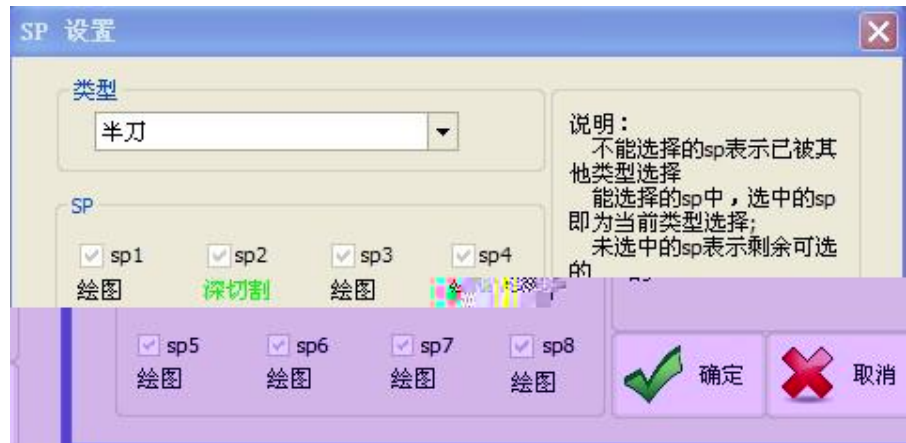 SP 设置
类型
半刀
说明：
不能选择的sp表示已被其
他类型选择
能选择的sp中，选中的sp
即为当前类型选择;
未选中的sp表示剩余可选
的
SP
sp1 sp2 sp3 sp4
绘图 深切割 绘图
sp5 sp6 sp7 sp8
绘图 绘图 绘图 绘图
确定 取消